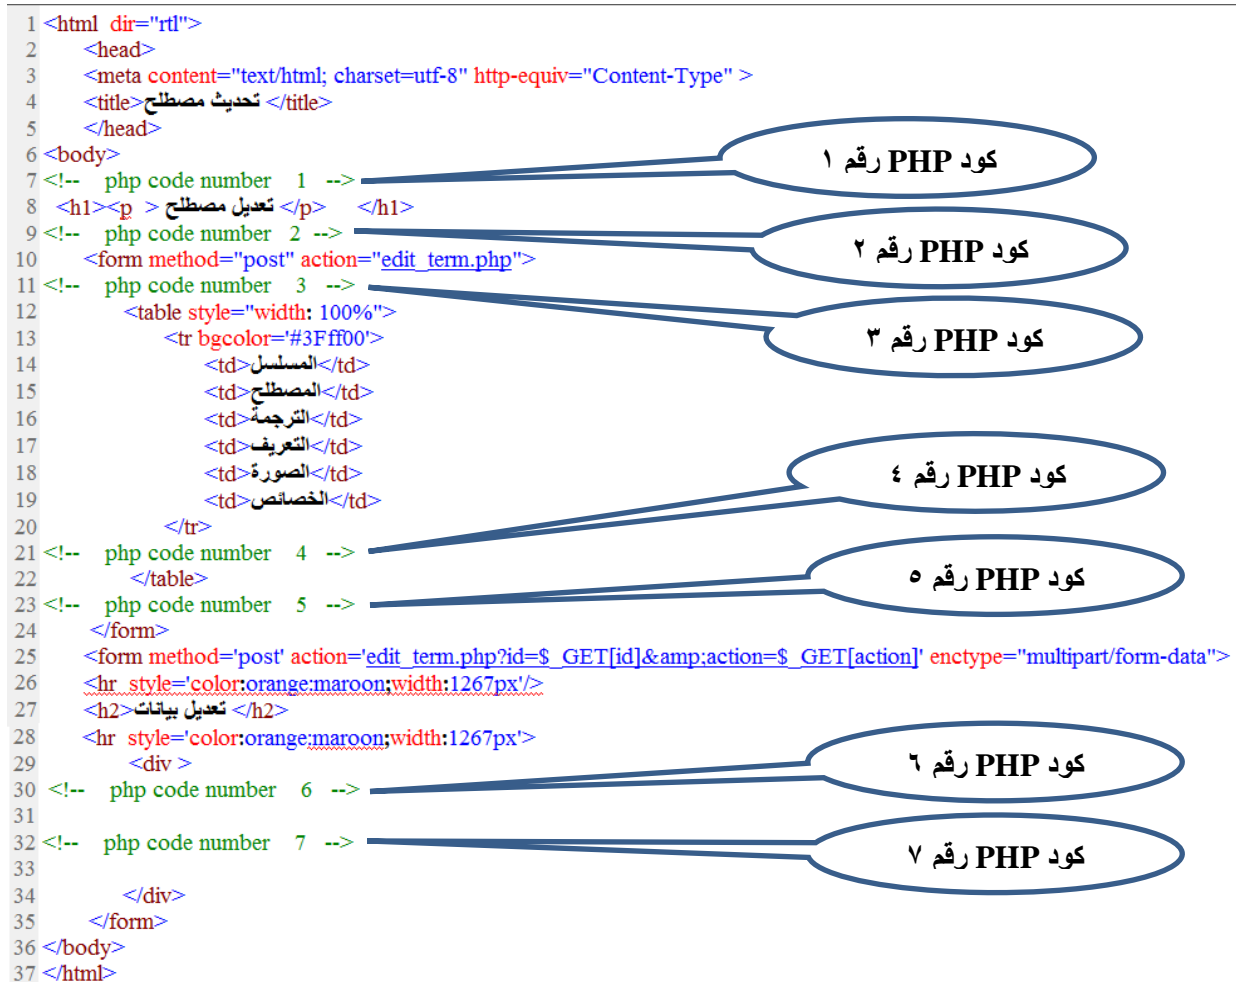 1 <html dir="rtl">
2 <head>
3 <meta content="text/html; charset=utf-8" http-equiv="Content-Type" >
4 <title>تحديث مصطلح </title>
5 </head>
6 <body>
7 <!-- php code number 1 -->
كود PHP رقم ١
8 <h1><p > تعديل مصطلح </p> </h1>
9 <!-- php code number 2 -->
كود PHP رقم ٢
10 <form method="post" action="edit_term.php">
11 <!-- php code number 3 -->
كود PHP رقم ٣
12 <table style="width: 100%">
13 <tr bgcolor='#3Fff00'>
14 <td>المسلسل</td>
15 <td>المصطلح</td>
16 <td>الترجمة</td>
17 <td>التعريف</td>
18 <td>الصورة</td>
19 <td>الخصائص</td>
20 </tr>
21 <!-- php code number 4 -->
كود PHP رقم ٤
22 </table>
23 <!-- php code number 5 -->
كود PHP رقم ٥
24 </form>
25 <form method='post' action='edit_term.php?id=$_GET[id]&amp;action=$_GET[action]' enctype="multipart/form-data">
26 <hr style='color:orange:maroon;width:1267px'/>
27 <h2>تعديل بيانات </h2>
28 <hr style='color:orange:maroon;width:1267px'>
29 <div >
30 <!-- php code number 6 -->
كود PHP رقم ٦
31
32 <!-- php code number 7 -->
كود PHP رقم ٧
33
34 </div>
35 </form>
36 </body>
37 </html>